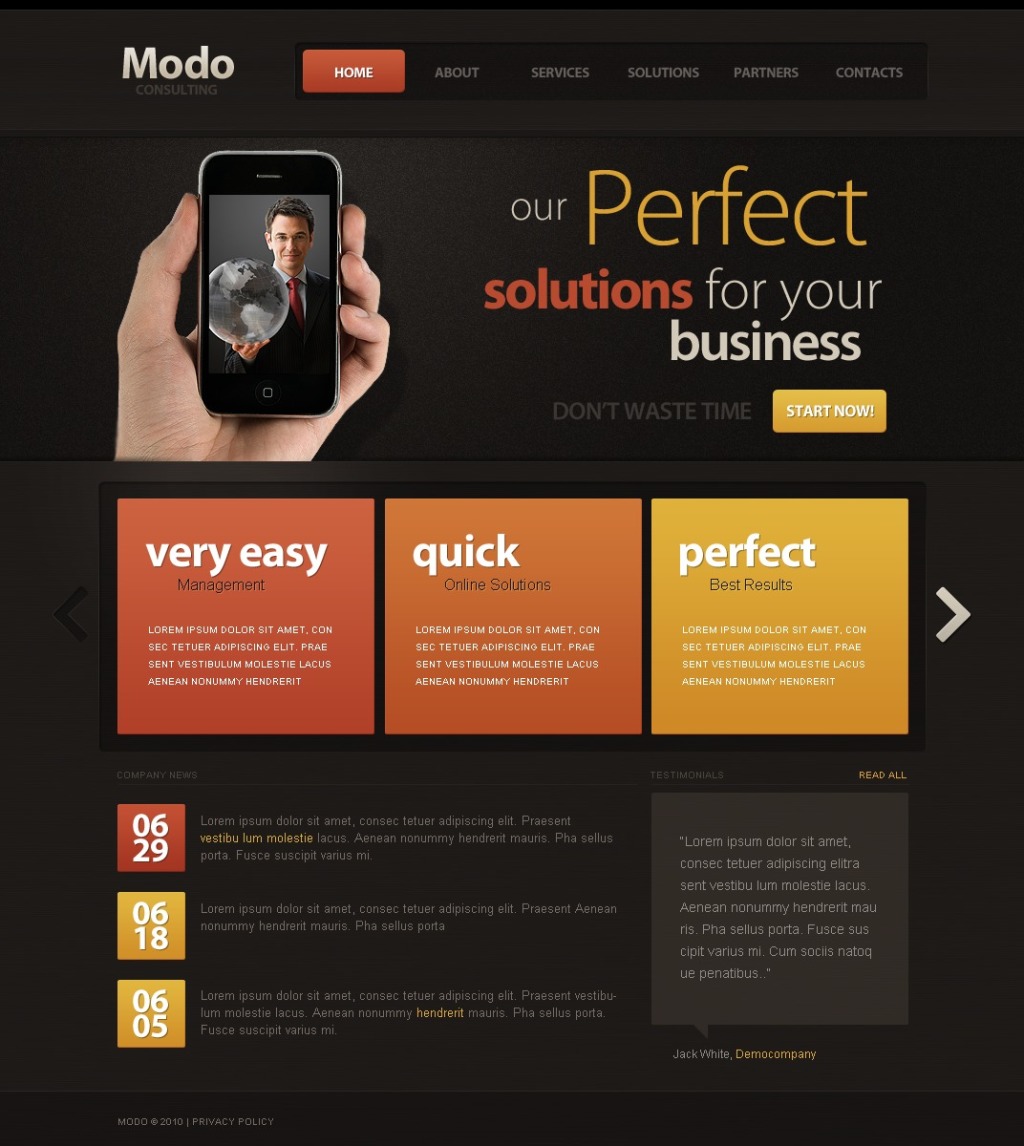 Modo
CONSULTING
HOME ABOUT SERVICES SOLUTIONS PARTNERS CONTACTS
our Perfect
solutions for your
business
DON'T WASTE TIME START NOW!
very easy
Management
LOREM IPSUM DOLOR SIT AMET, CON
SEC TETUER ADIPISCING ELIT. PRAE
SENT VESTIBULUM MOLESTIE LACUS
AENEAN NONUMMY HENDRERIT
quick
Online Solutions
LOREM IPSUM DOLOR SIT AMET, CON
SEC TETUER ADIPISCING ELIT. PRAE
SENT VESTIBULUM MOLESTIE LACUS
AENEAN NONUMMY HENDRERIT
perfect
Best Results
LOREM IPSUM DOLOR SIT AMET, CON
SEC TETUER ADIPISCING ELIT. PRAE
SENT VESTIBULUM MOLESTIE LACUS
AENEAN NONUMMY HENDRERIT
COMPANY NEWS
06
29
Lorem ipsum dolor sit amet, consec tetuer adipiscing elit. Praesent
vestibu lum molestie lacus. Aenean nonummy hendrerit mauris. Pha sellus
porta. Fusce suscipit varius mi.
06
18
Lorem ipsum dolor sit amet, consec tetuer adipiscing elit. Praesent Aenean
nonummy hendrerit mauris. Pha sellus porta
06
05
Lorem ipsum dolor sit amet, consec tetuer adipiscing elit. Praesent vestibu-
lum molestie lacus. Aenean nonummy hendrerit mauris. Pha sellus porta.
Fusce suscipit varius mi.
TESTIMONIALS READ ALL
"Lorem ipsum dolor sit amet,
consec tetuer adipiscing elitra
sent vestibu lum molestie lacus.
Aenean nonummy hendrerit mau
ris. Pha sellus porta. Fusce sus
cipit varius mi. Cum sociis natoq
ue penatibus.."
Jack White, Democompany
MODO © 2010 | PRIVACY POLICY